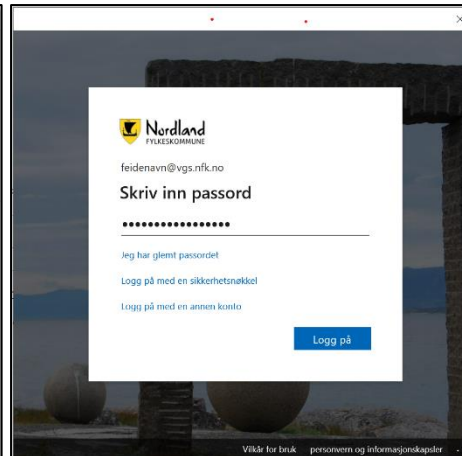 Nordland
FYLKESKOMMUNE
feidenavn@vgs.nfk.no
Skriv inn passord
•••••••••••••••••
Jeg har glemt passordet
Logg på med en sikkerhetsnøkkel
Logg på med en annen konto
Logg på
Vilkår for bruk personvern og informasjonskapsler